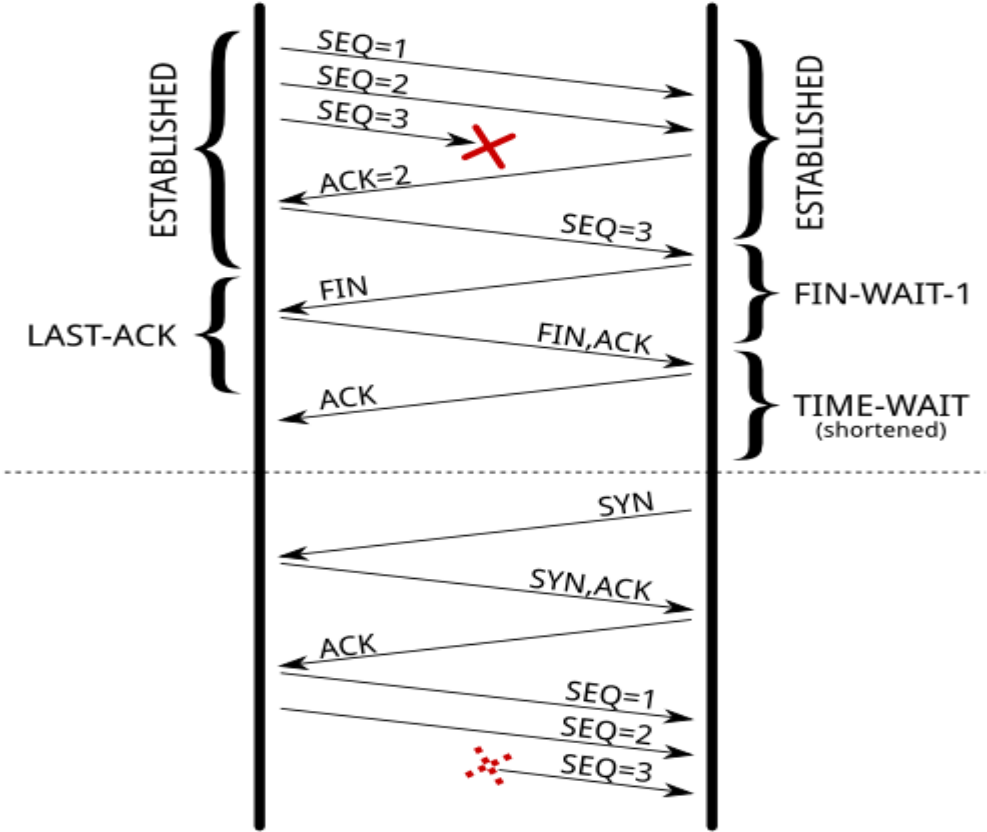 SEQ=1
SEQ=2
SEQ=3
ESTABLISHED
ESTABLISHED
ACK=2
SEQ=3
FIN
FIN-WAIT-1
LAST-ACK
FIN,ACK
ACK
TIME-WAIT
(shortened)
SYN
SYN,ACK
ACK
SEQ=1
SEQ=2
SEQ=3